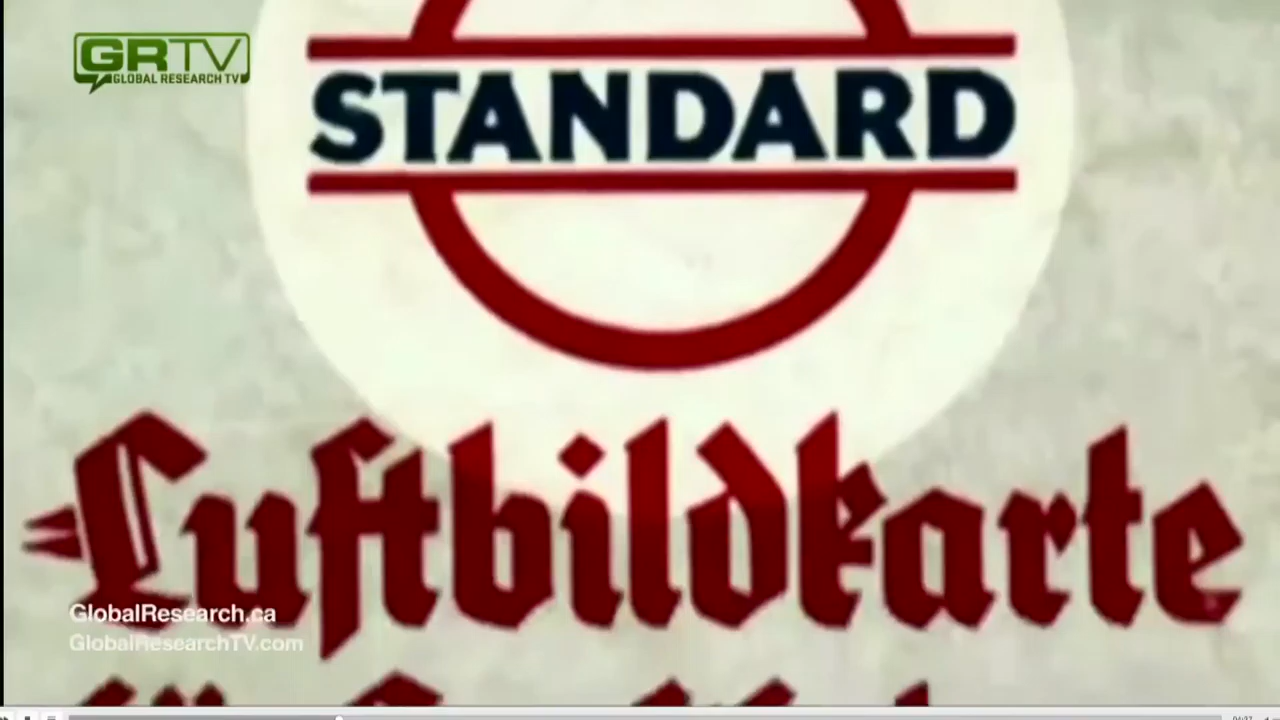 GRTV
GLOBAL RESEARCH TV
STANDARD
Luftbildkarte
GlobalResearch.ca
GlobalResearchTV.com